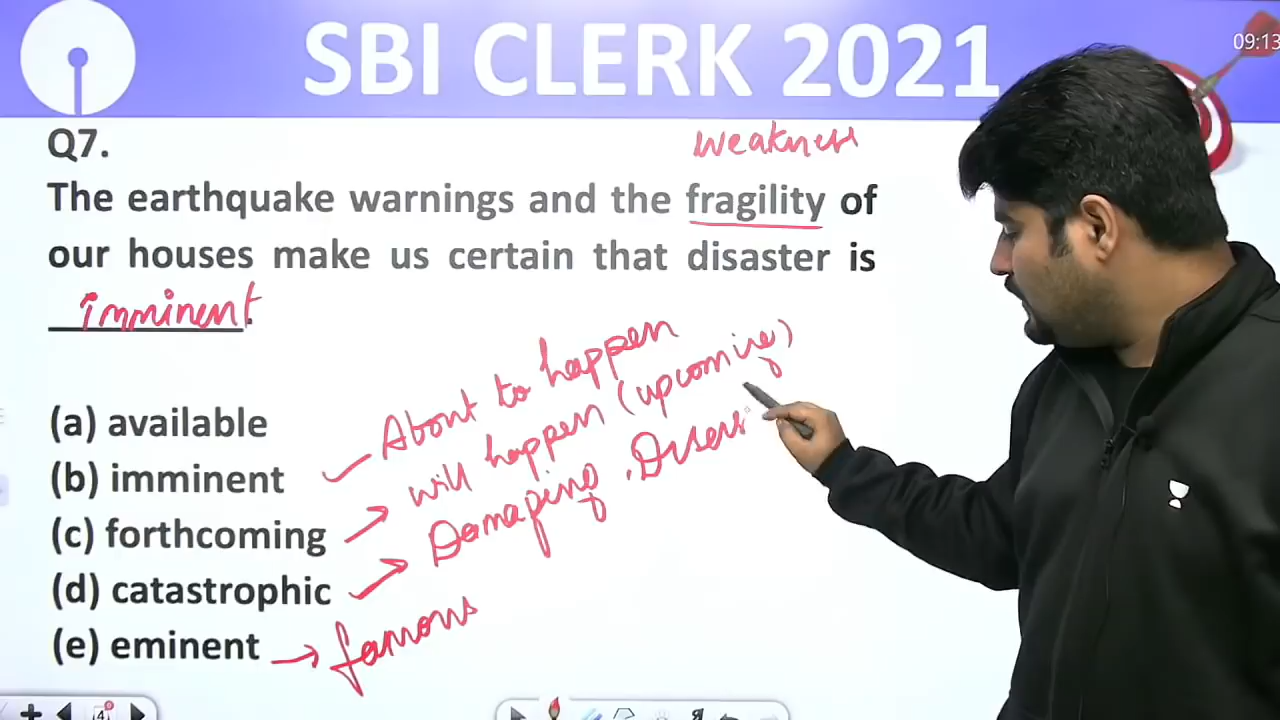 SBI CLERK 2021
09:13
Q7.
weakness
The earthquake warnings and the fragility of
our houses make us certain that disaster is
imminent.
(a) available
About to happen
(b) imminent
will happen (upcoming)
(c) forthcoming
Damaging,
(d) catastrophic
(e) eminent
famous
4